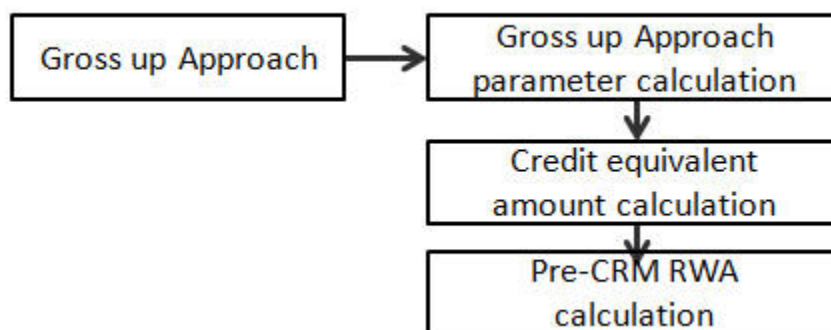 Gross up Approach
Gross up Approach
parameter calculation
Credit equivalent
amount calculation
Pre-CRM RWA
calculation